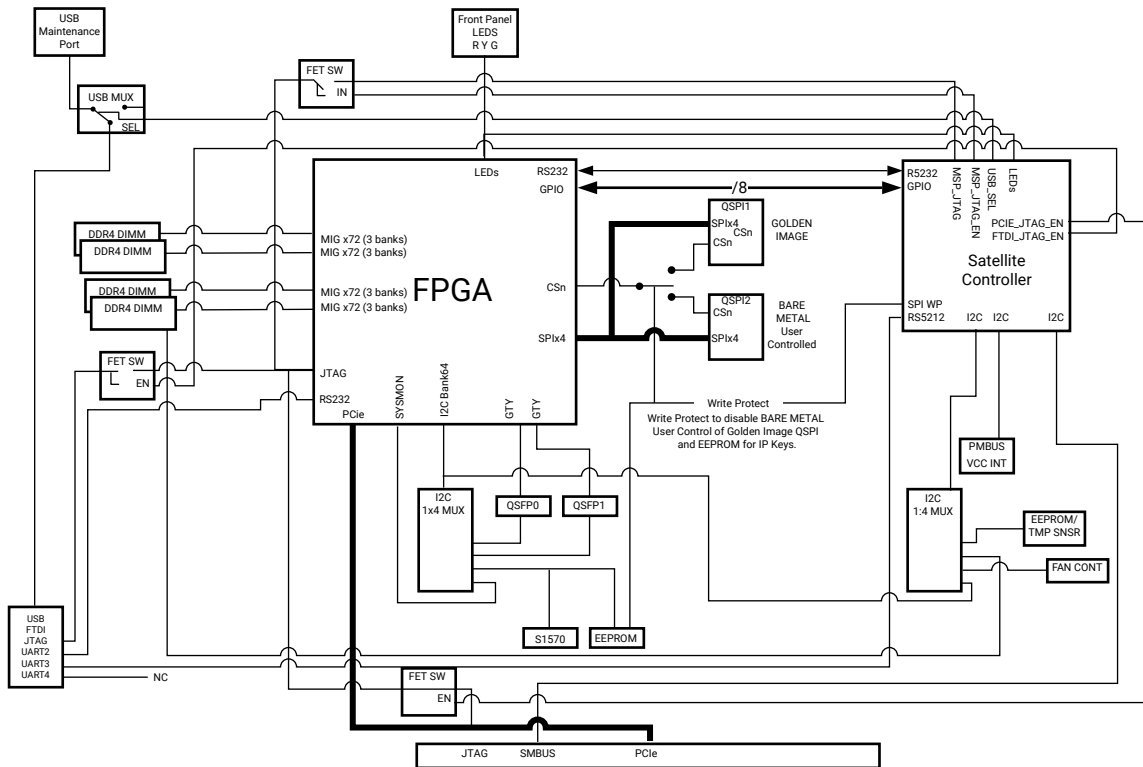 USB
Maintenance
Port
Front Panel
LEDS
R Y G
FET SW
IN
USB MUX
SEL
LEDs
RS232
GPIO
/8
R5232
GPIO
MSP_JTAG
MSP_JTAG_EN
USB_SEL
LEDs
PCIE_JTAG_EN
FTDI_JTAG_EN
Satellite
Controller
SPI WP
RS5212
I2C
I2C
I2C
QSPI1
SPIx4
CSn
CSn
GOLDEN
IMAGE
DDR4 DIMM
DDR4 DIMM
DDR4 DIMM
DDR4 DIMM
MIG x72 (3 banks)
MIG x72 (3 banks)
MIG x72 (3 banks)
MIG x72 (3 banks)
FPGA
CSn
SPIx4
QSPI2
CSn
SPIx4
BARE
METAL
User
Controlled
FET SW
EN
JTAG
RS232
PCIe
SYSMON
I2C Bank64
GTY
GTY
Write Protect
Write Protect to disable BARE METAL
User Control of Golden Image QSPI
and EEPROM for IP Keys.
PMBUS
VCC INT
I2C
1x4 MUX
QSFP0
QSFP1
I2C
1:4 MUX
EEPROM/
TMP SNSR
FAN CONT
S1570
EEPROM
USB
FTDI
JTAG
UART2
UART3
UART4
NC
FET SW
EN
JTAG
SMBUS
PCIe